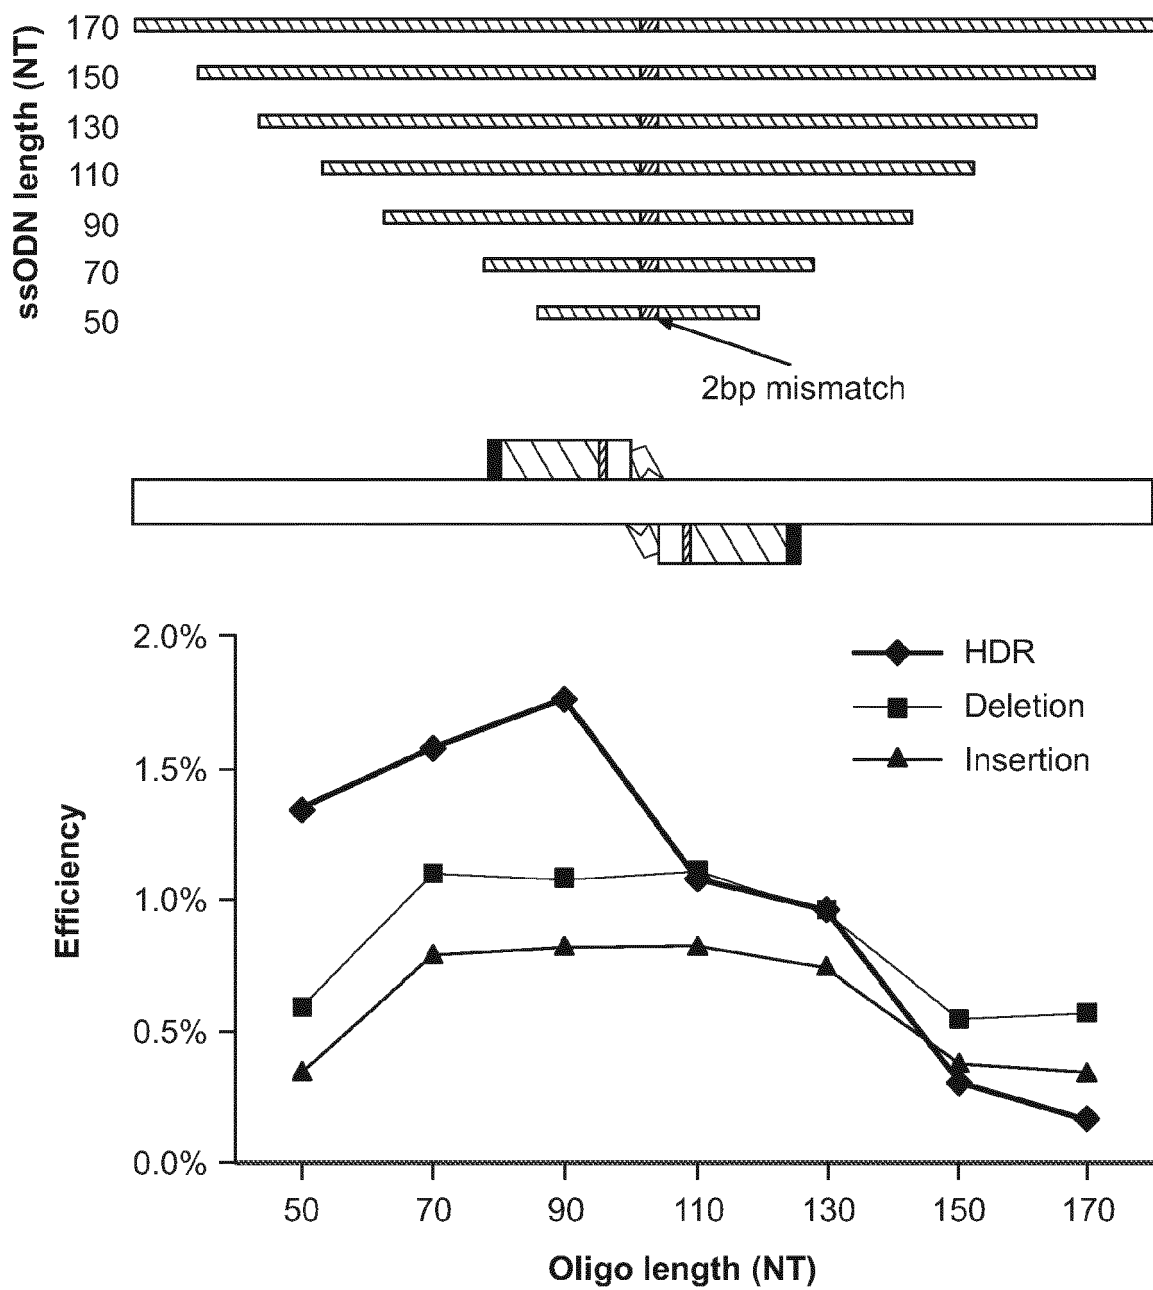 ssODN length (NT)
170
150
130
110
90
70
50
2bp mismatch
2.0%
1.5%
1.0%
0.5%
0.0%
Efficiency
HDR
Deletion
Insertion
50 70 90 110 130 150 170
Oligo length (NT)